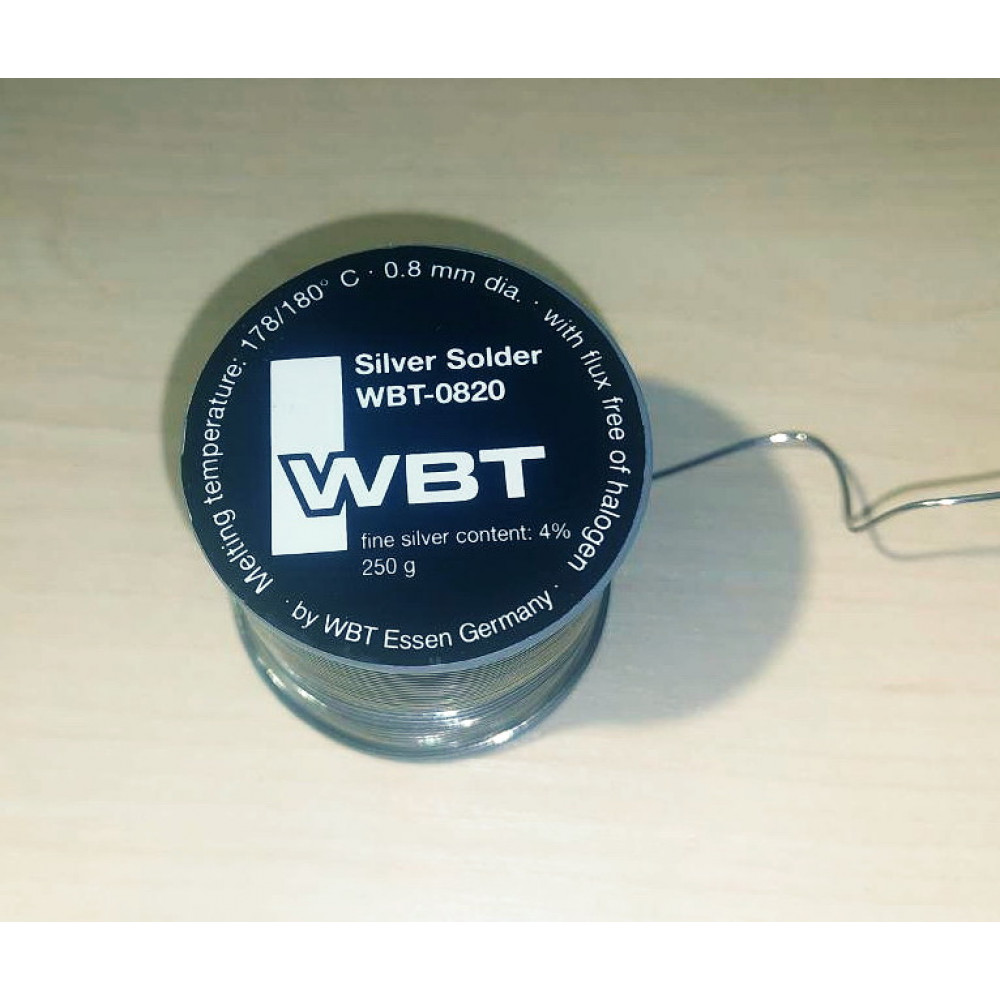 Melting temperature: 178/180° C · 0.8 mm dia. · with flux free of halogen
Silver Solder
WBT-0820
WBT
fine silver content: 4%
250 g
· by WBT Essen Germany ·